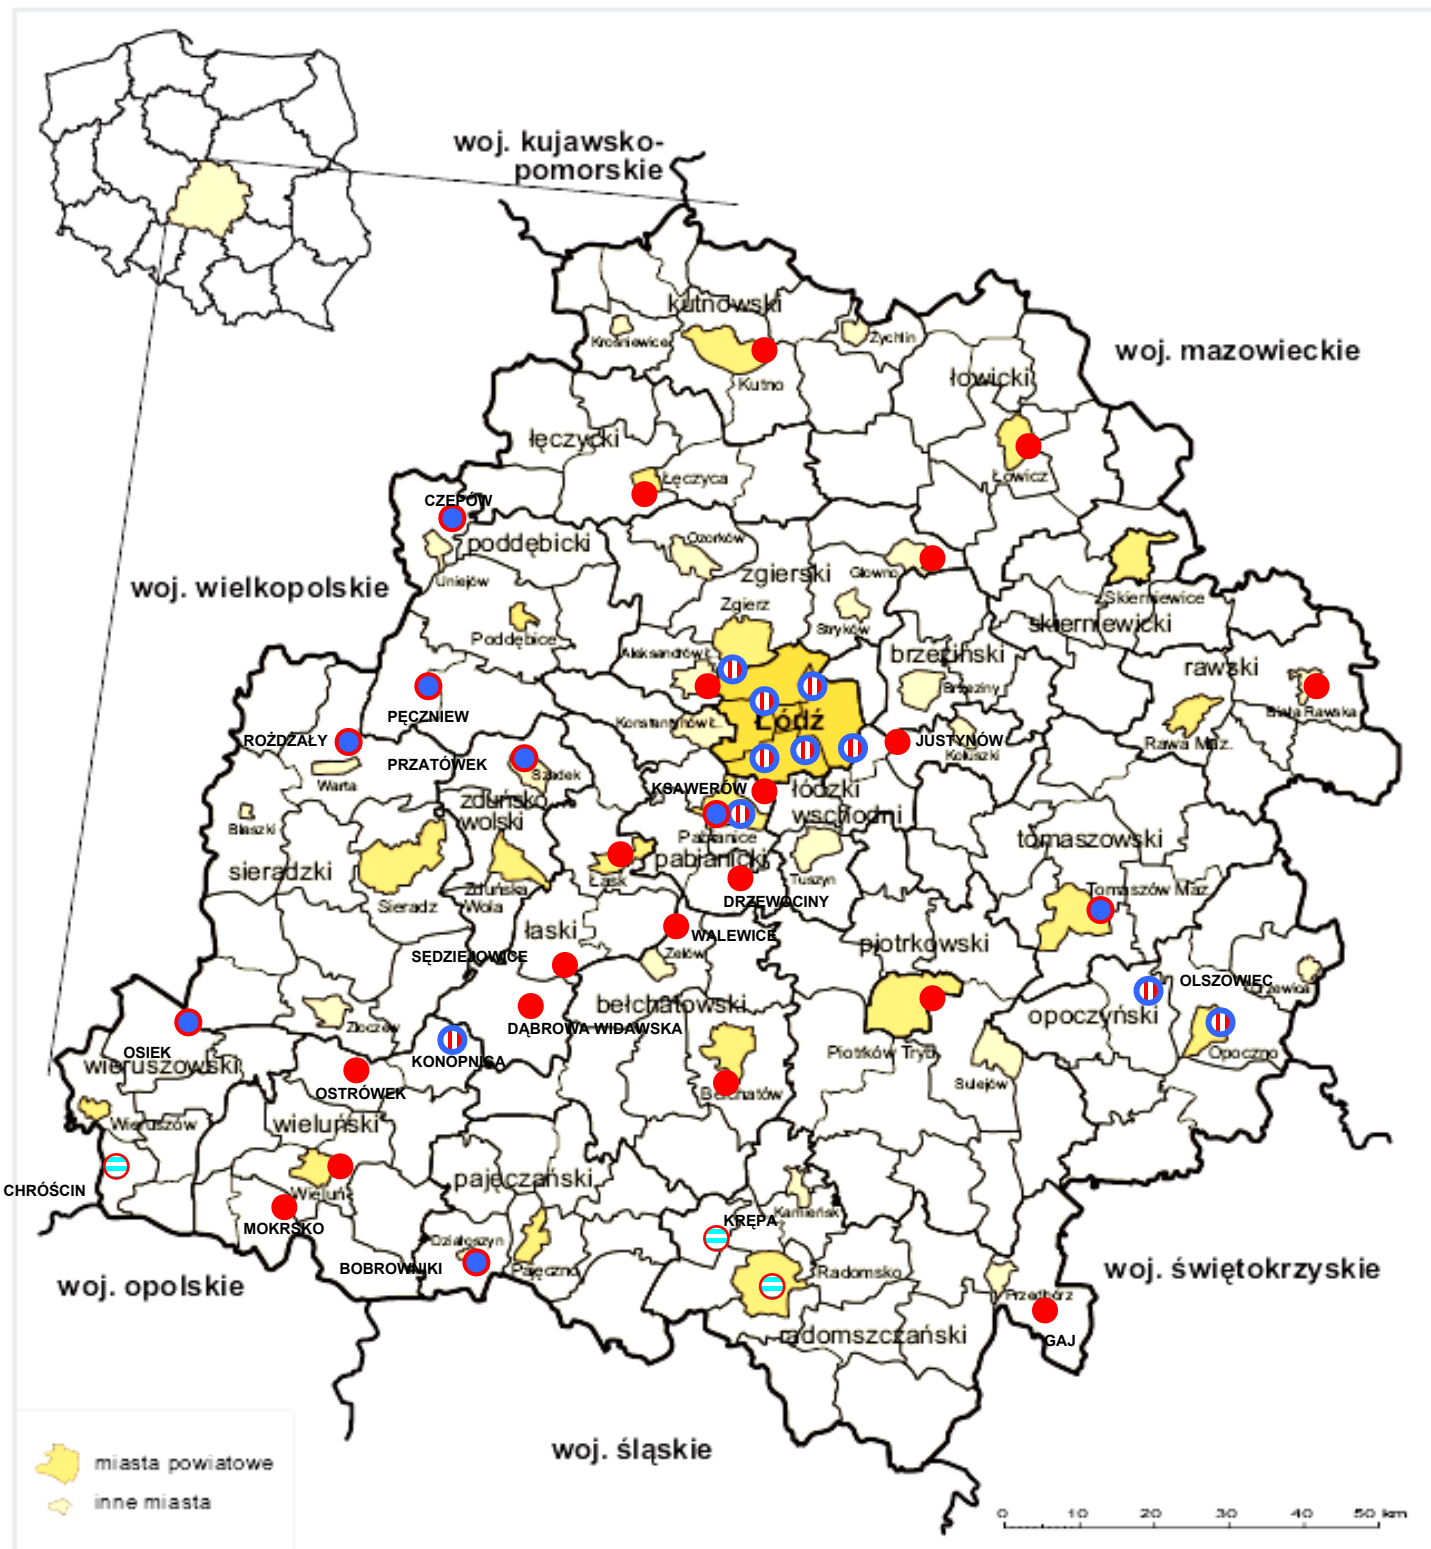 woj. kujawsko-
pomorskie
kutnowski
Krośniewice
Żychlin
woj. mazowieckie
Kutno
łowicki
łęczycki
Łęczyca
Łowicz
CZEPÓW
Ozorków
poddębicki
zgierski
Głowno
woj. wielkopolskie
Uniejów
Zgierz
Skierniewice
Stryków
skierniewicki
Poddębice
Aleksandrów Ł.
brzeziński
rawski
Brzeziny
PĘCZNIEW
Konstantynów Ł.
Łódź
Biała Rawska
ROŻDŻAŁY
JUSTYNÓW
Rawa Maz.
Koluszki
PRZATÓWEK
Szadek
Warta
KSAWERÓW
łódzki
wschodni
zduńsko
wolski
Błaszki
Pabianice
tomaszowski
pabianicki
sieradzki
Łask
Tuszyn
Zduńska
Wola
Tomaszów Maz.
DRZEWOCINY
Sieradz
łaski
WALEWICE
piotrkowski
SĘDZIEJOWICE
Zelów
OLSZOWIEC
Drzewica
bełchatowski
opoczyński
Złoczew
DĄBROWA WIDAWSKA
OSIEK
KONOPNICA
Piotrków Tryb.
Opoczno
wieruszowski
Sulejów
OSTRÓWEK
Bełchatów
Wieruszów
wieluński
pajęczański
CHRÓŚCIN
Wieluń
Kamieńsk
MOKRSKO
KRĘPA
Działoszyn
BOBROWNIKI
Pajęczno
Radomsko
woj. świętokrzyskie
woj. opolskie
Przedbórz
radomszczański
GAJ
woj. śląskie
miasta powiatowe
inne miasta
0 10 20 30 40 50 km